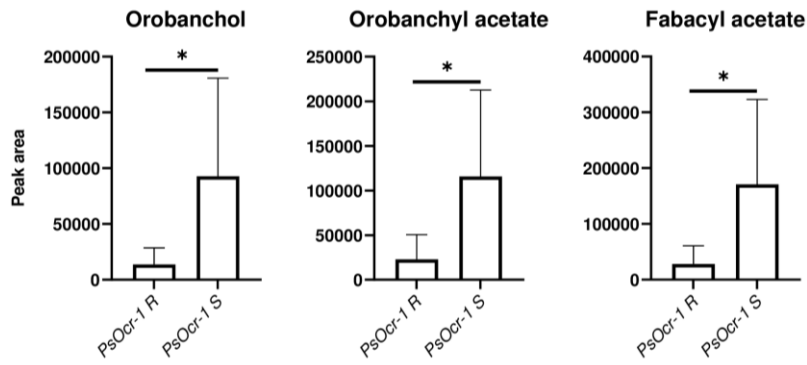 Orobanchol
Orobanchyl acetate
Fabacyl acetate
Peak area
200000
150000
100000
50000
0
*
PsOcr-1 R
PsOcr-1 S
250000
200000
150000
100000
50000
0
*
PsOcr-1 R
PsOcr-1 S
400000
300000
200000
100000
0
*
PsOcr-1 R
PsOcr-1 S